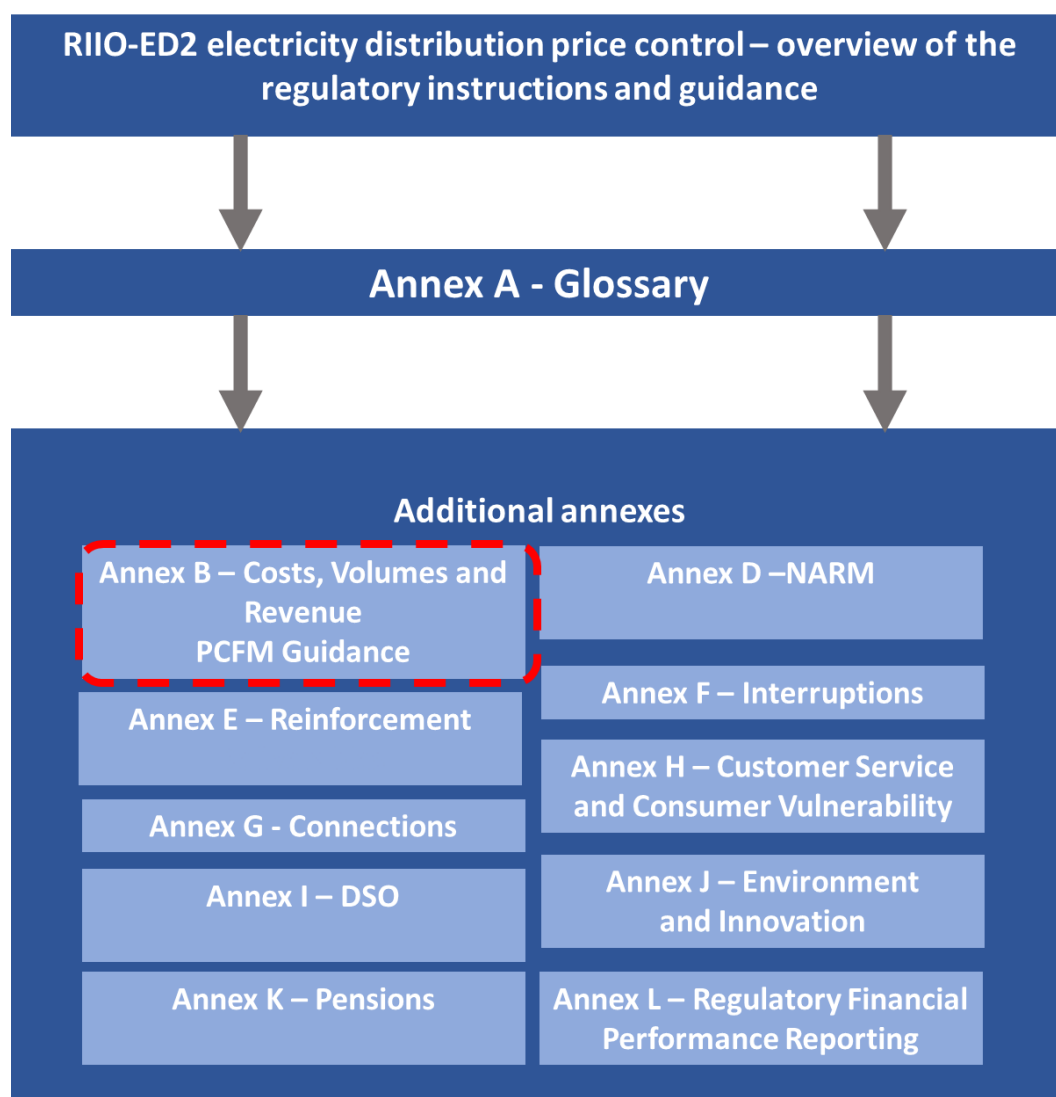 RIIO-ED2 electricity distribution price control – overview of the
regulatory instructions and guidance
Annex A - Glossary
Additional annexes
Annex B – Costs, Volumes and
Revenue
PCFM Guidance
Annex D –NARM
Annex E – Reinforcement
Annex F – Interruptions
Annex G - Connections
Annex H – Customer Service
and Consumer Vulnerability
Annex I – DSO
Annex J – Environment
and Innovation
Annex K – Pensions
Annex L – Regulatory Financial
Performance Reporting